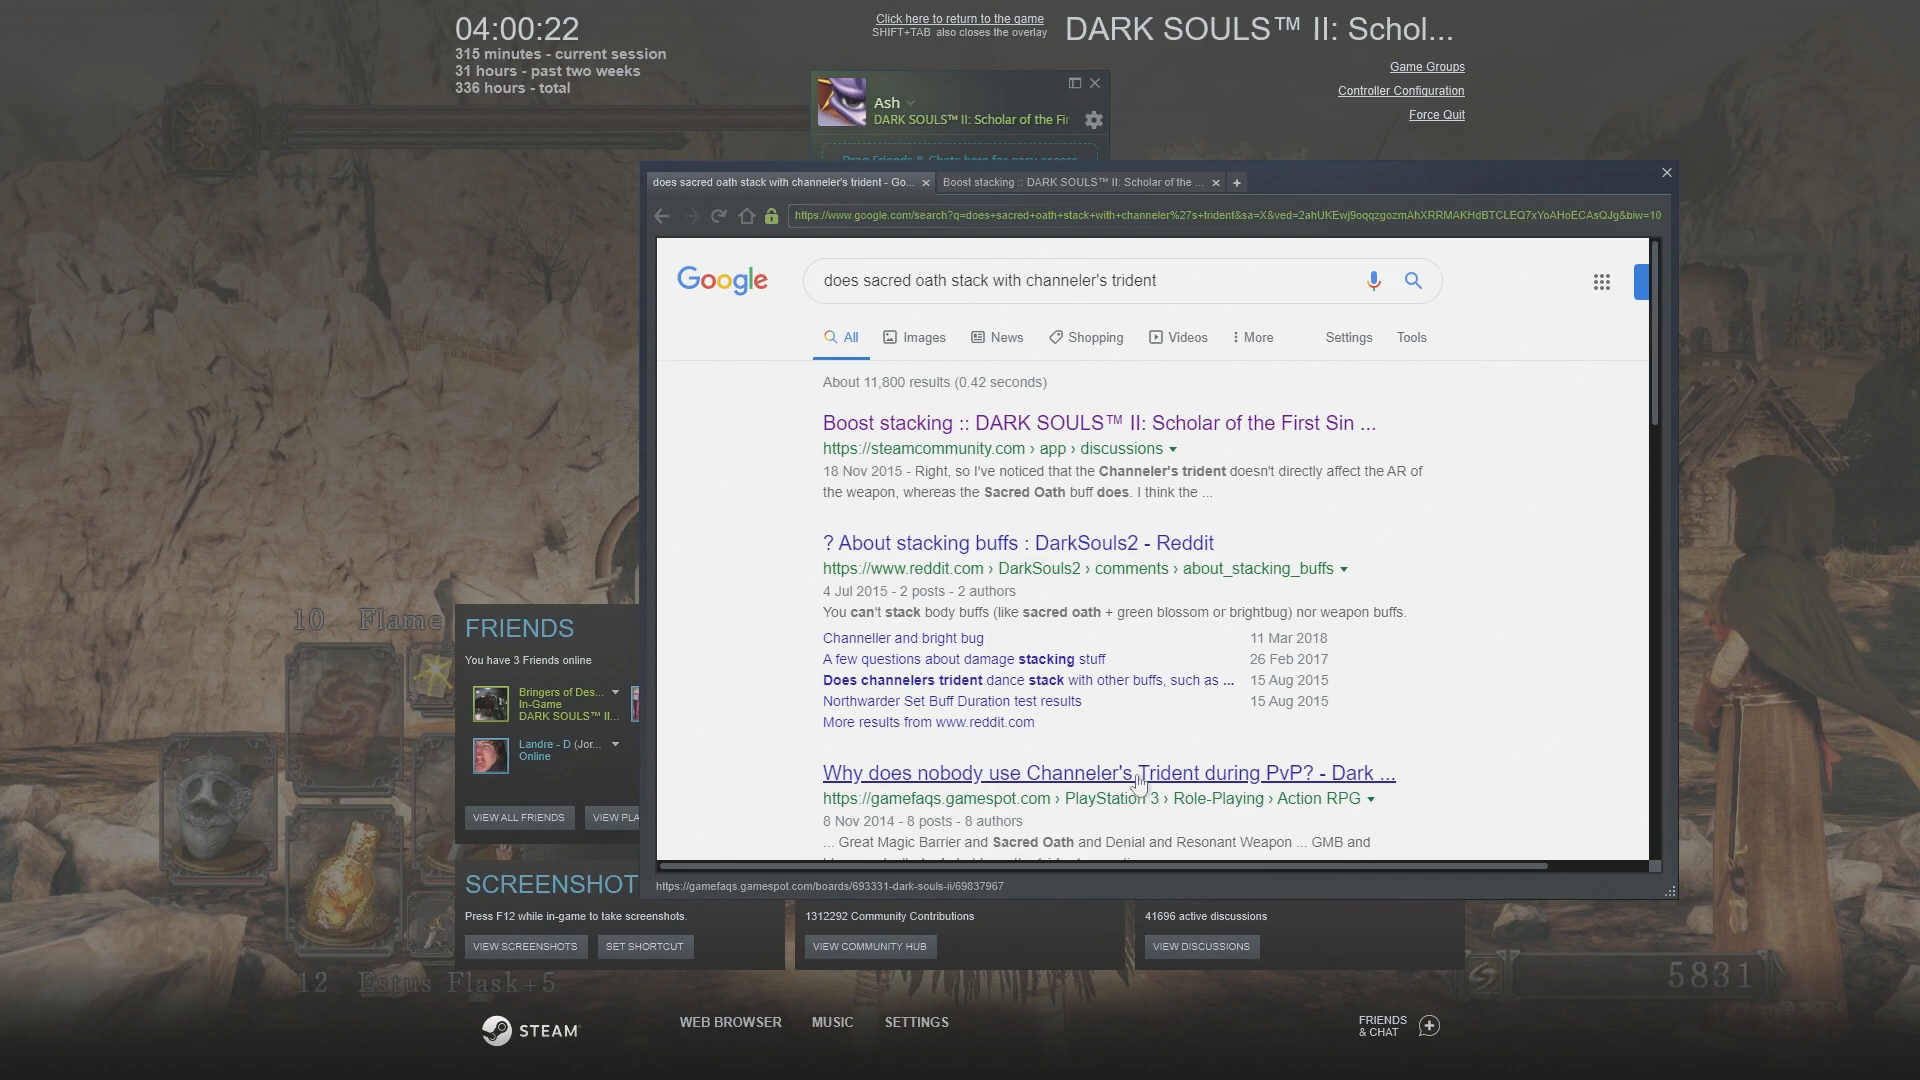 04:00:22
315 minutes - current session
31 hours - past two weeks
336 hours - total
Click here to return to the game
SHIFT+TAB also closes the overlay
DARK SOULS™ II: Schol...
Game Groups
Controller Configuration
Force Quit
Ash
DARK SOULS™ II: Scholar of the Fir
Drag Friends & Chats here for easy access
does sacred oath stack with channeler's trident - Go...
Boost stacking :: DARK SOULS™ II: Scholar of the ...
https://www.google.com/search?q=does+sacred+oath+stack+with+channeler%27s+trident&sa=X&ved=2ahUKEwj9oqqzgozmAhXRRMAKHdBTCLEQ7xYoAHoECAsQJg&biw=10
Google
does sacred oath stack with channeler's trident
All
Images
News
Shopping
Videos
More
Settings
Tools
About 11,800 results (0.42 seconds)
Boost stacking :: DARK SOULS™ II: Scholar of the First Sin ...
https://steamcommunity.com › app › discussions
18 Nov 2015 - Right, so I've noticed that the Channeler's trident doesn't directly affect the AR of
the weapon, whereas the Sacred Oath buff does. I think the ...
? About stacking buffs : DarkSouls2 - Reddit
https://www.reddit.com › DarkSouls2 › comments › about_stacking_buffs
4 Jul 2015 - 2 posts - 2 authors
You can't stack body buffs (like sacred oath + green blossom or brightbug) nor weapon buffs.
Channeller and bright bug 11 Mar 2018
A few questions about damage stacking stuff 26 Feb 2017
Does channelers trident dance stack with other buffs, such as ... 15 Aug 2015
Northwarder Set Buff Duration test results 15 Aug 2015
More results from www.reddit.com
Why does nobody use Channeler's Trident during PvP? - Dark ...
https://gamefaqs.gamespot.com › PlayStation 3 › Role-Playing › Action RPG
8 Nov 2014 - 8 posts - 8 authors
... Great Magic Barrier and Sacred Oath and Denial and Resonant Weapon ... GMB and
https://gamefaqs.gamespot.com/boards/693331-dark-souls-ii/69837967
10 Flame
FRIENDS
You have 3 Friends online
Bringers of Des...
In-Game
DARK SOULS™ II...
Landre - D (Jor...
Online
VIEW ALL FRIENDS
VIEW PLA
SCREENSHOT
Press F12 while in-game to take screenshots.
VIEW SCREENSHOTS
SET SHORTCUT
1312292 Community Contributions
VIEW COMMUNITY HUB
41696 active discussions
VIEW DISCUSSIONS
12 Estus Flask+5
5831
STEAM
WEB BROWSER
MUSIC
SETTINGS
FRIENDS
& CHAT